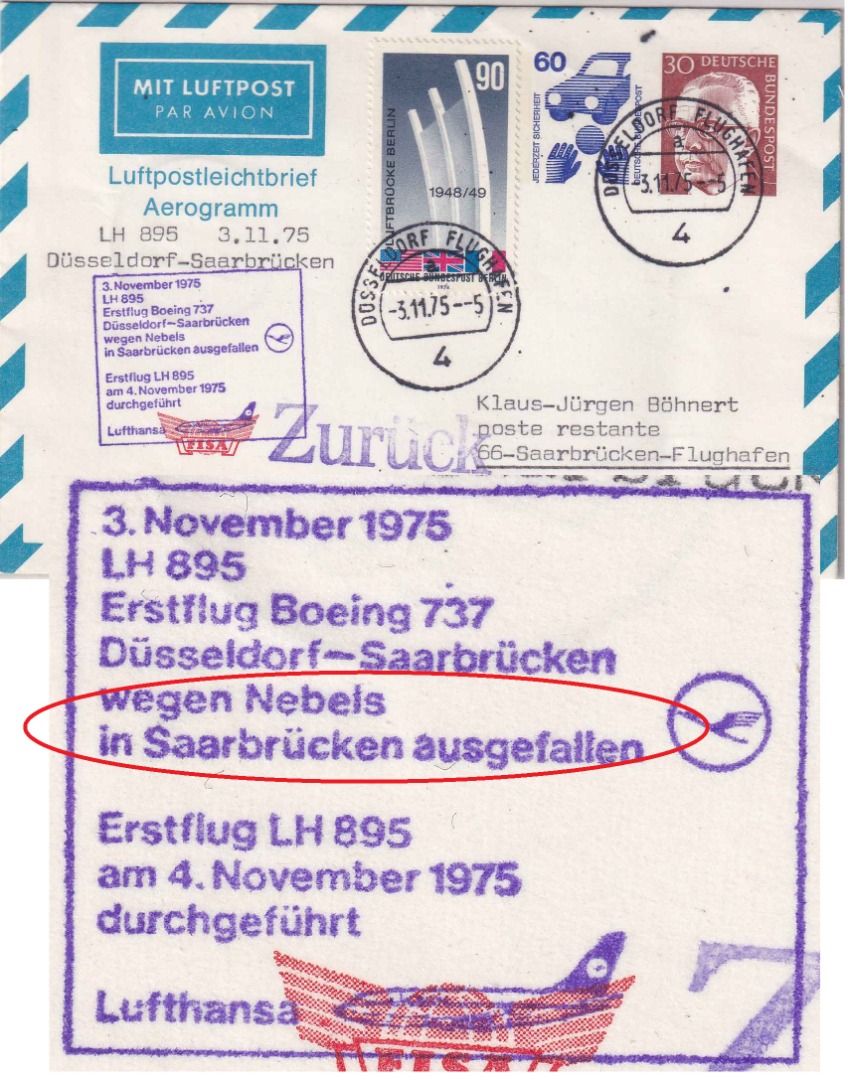 MIT LUFTPOST
PAR AVION
Luftpostleichtbrief
Aerogramm
LH 895 3.11.75
Düsseldorf-Saarbrücken
90
LUFTBRÜCKE BERLIN
1948/49
DEUTSCHE BUNDESPOST BERLIN
60
JEDERZEIT SICHERHEIT
DEUTSCHE BUNDESPOST
30 DEUTSCHE
BUNDESPOST
DÜSSELDORF FLUGHAFEN
a
-3.11.75--5
4
DÜSSELDORF FLUGHAFEN
a
-3.11.75--5
4
3. November 1975
LH 895
Erstflug Boeing 737
Düsseldorf—Saarbrücken
wegen Nebels
in Saarbrücken ausgefallen
Erstflug LH 895
am 4. November 1975
durchgeführt
Lufthansa
FISA
Zurück
Klaus-Jürgen Böhnert
poste restante
66-Saarbrücken-Flughafen
3. November 1975
LH 895
Erstflug Boeing 737
Düsseldorf—Saarbrücken
wegen Nebels
in Saarbrücken ausgefallen
Erstflug LH 895
am 4. November 1975
durchgeführt
Lufthansa
FISA
Z